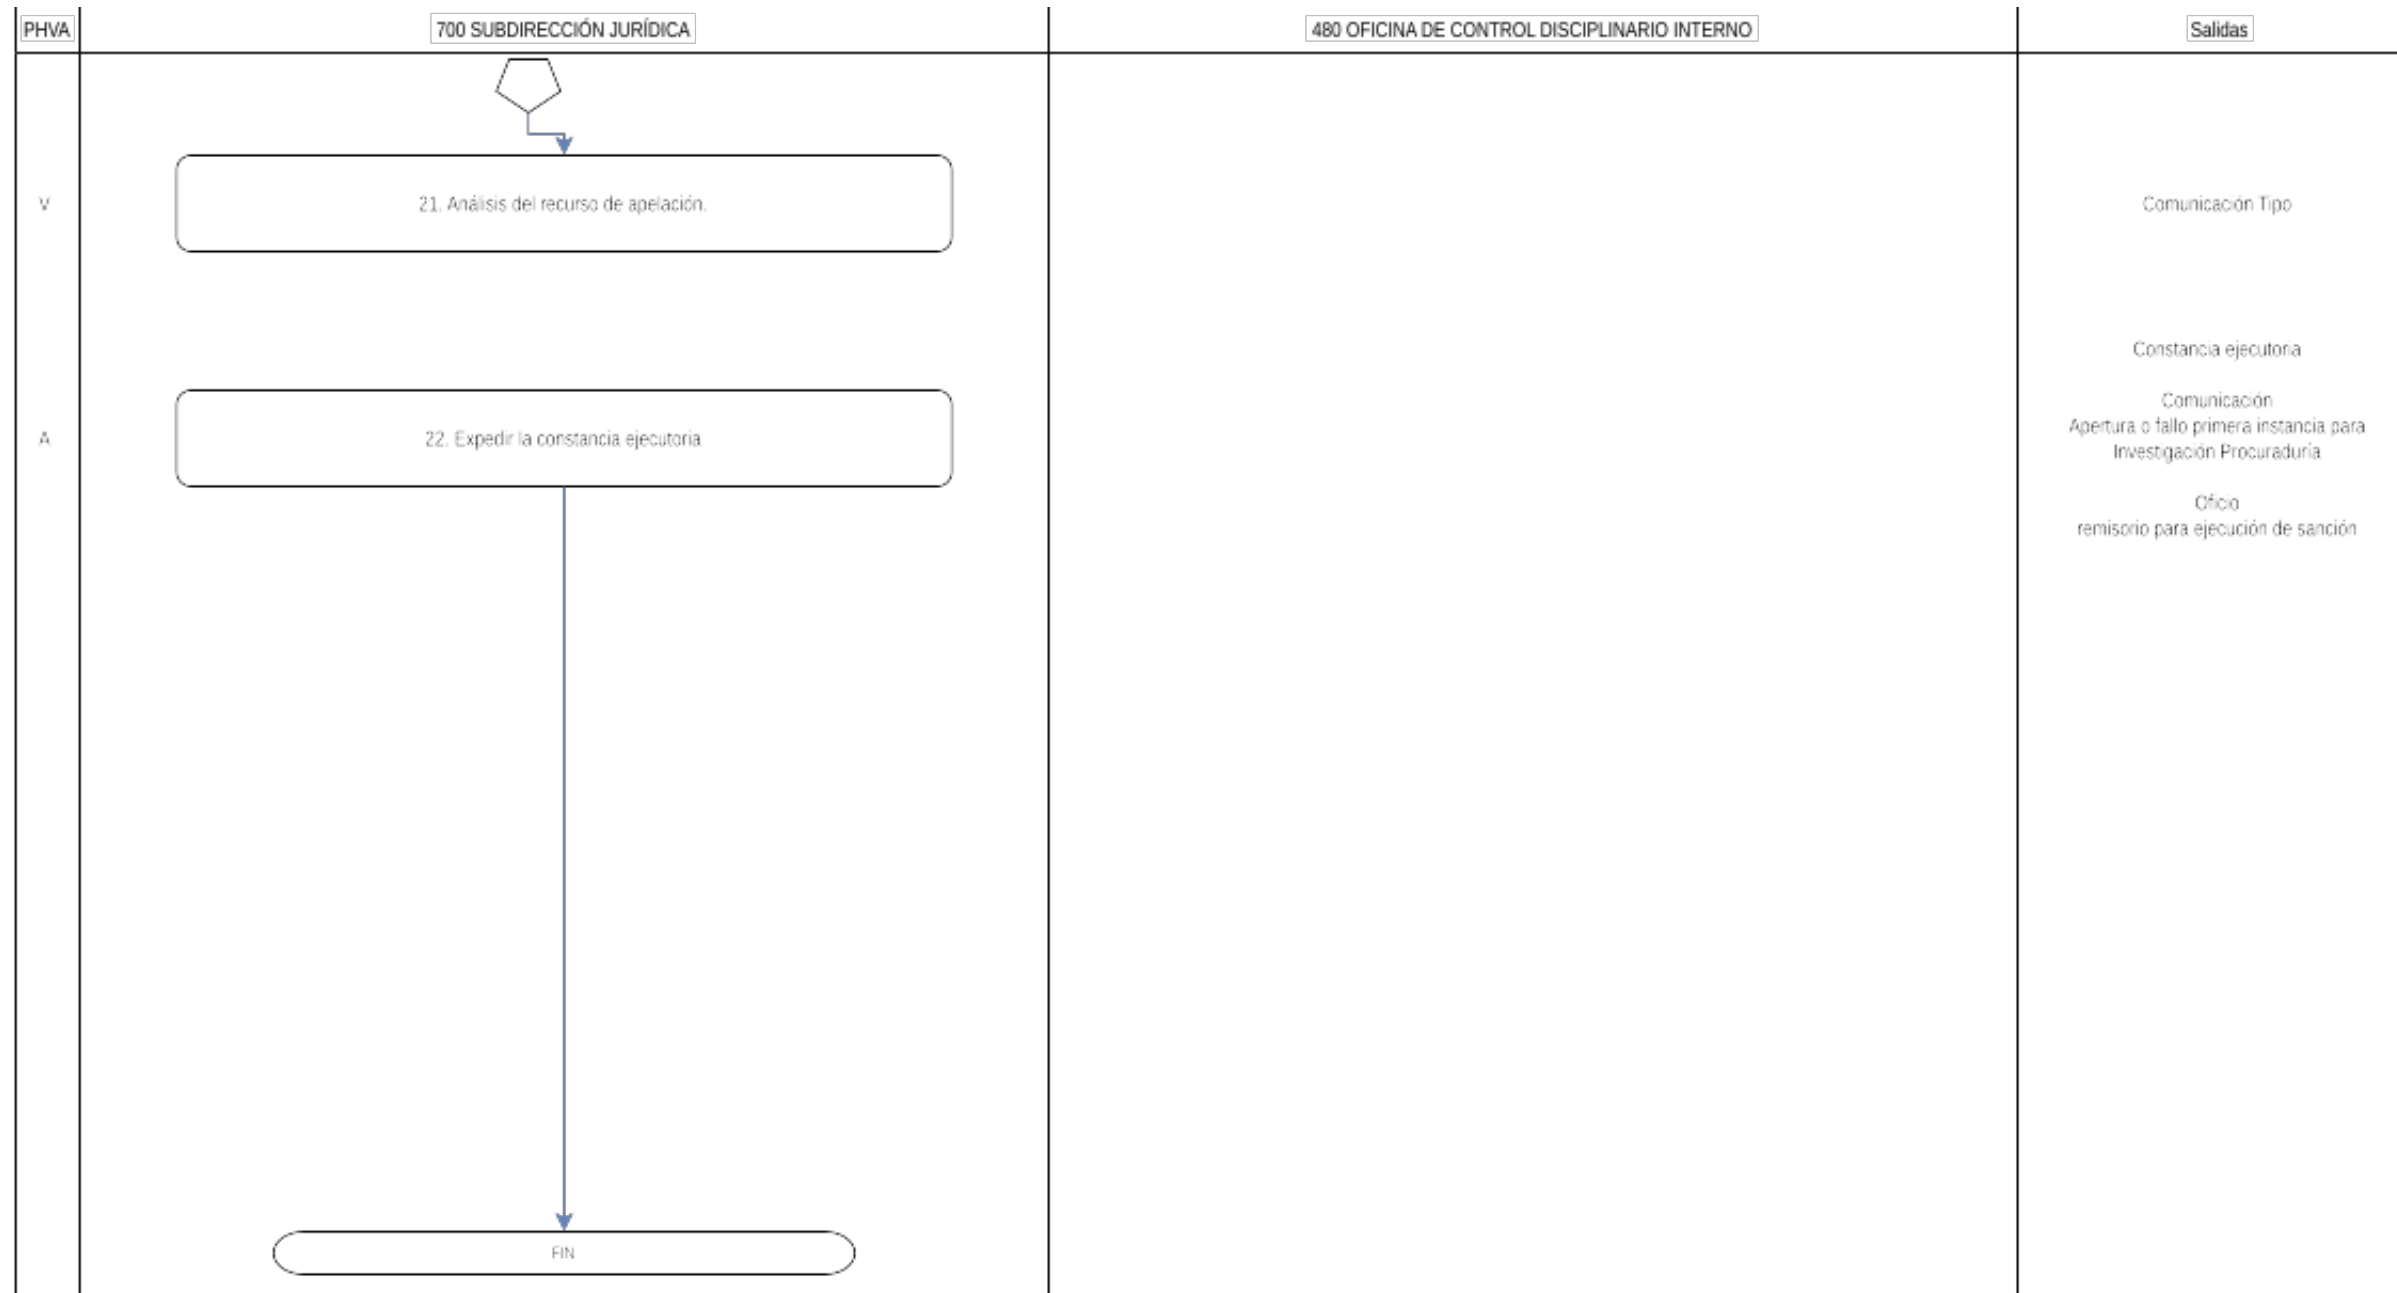 PHVA
700 SUBDIRECCIÓN JURÍDICA
480 OFICINA DE CONTROL DISCIPLINARIO INTERNO
Salidas
V
21. Análisis del recurso de apelación.
Comunicación Tipo
A
22. Expedir la constancia ejecutoria
Constancia ejecutoria
Comunicación
Apertura o fallo primera instancia para
Investigación Procuraduría
Oficio
remisorio para ejecución de sanción
FIN